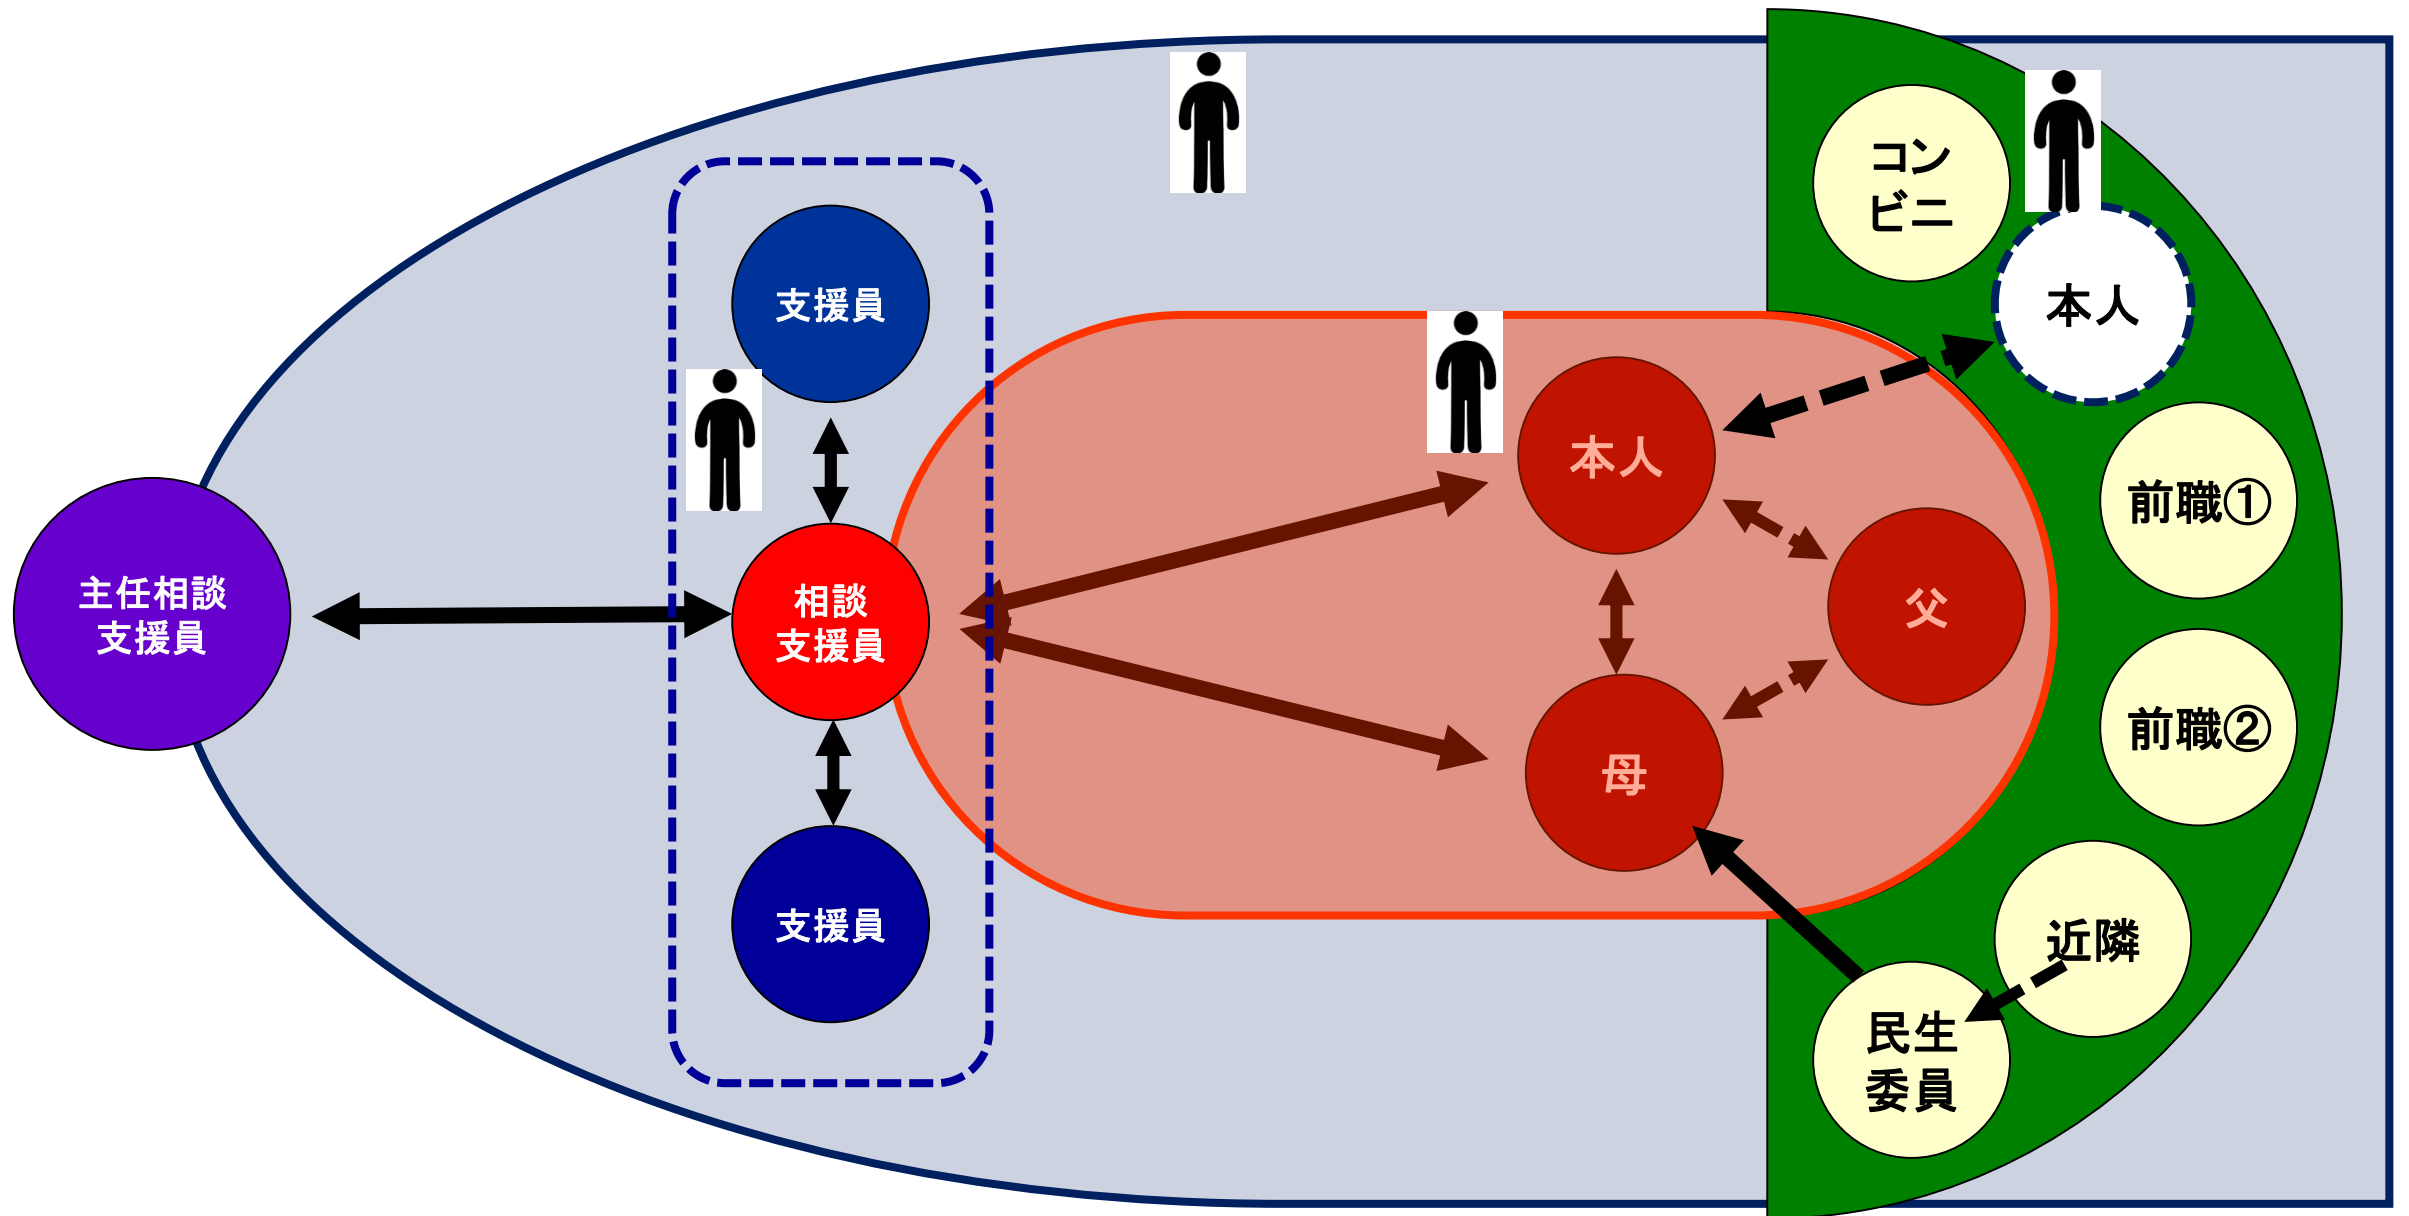 コン
ビニ
本人
支援員
本人
前職①
主任相談
支援員
相談
支援員
父
前職②
母
支援員
近隣
民生
委員